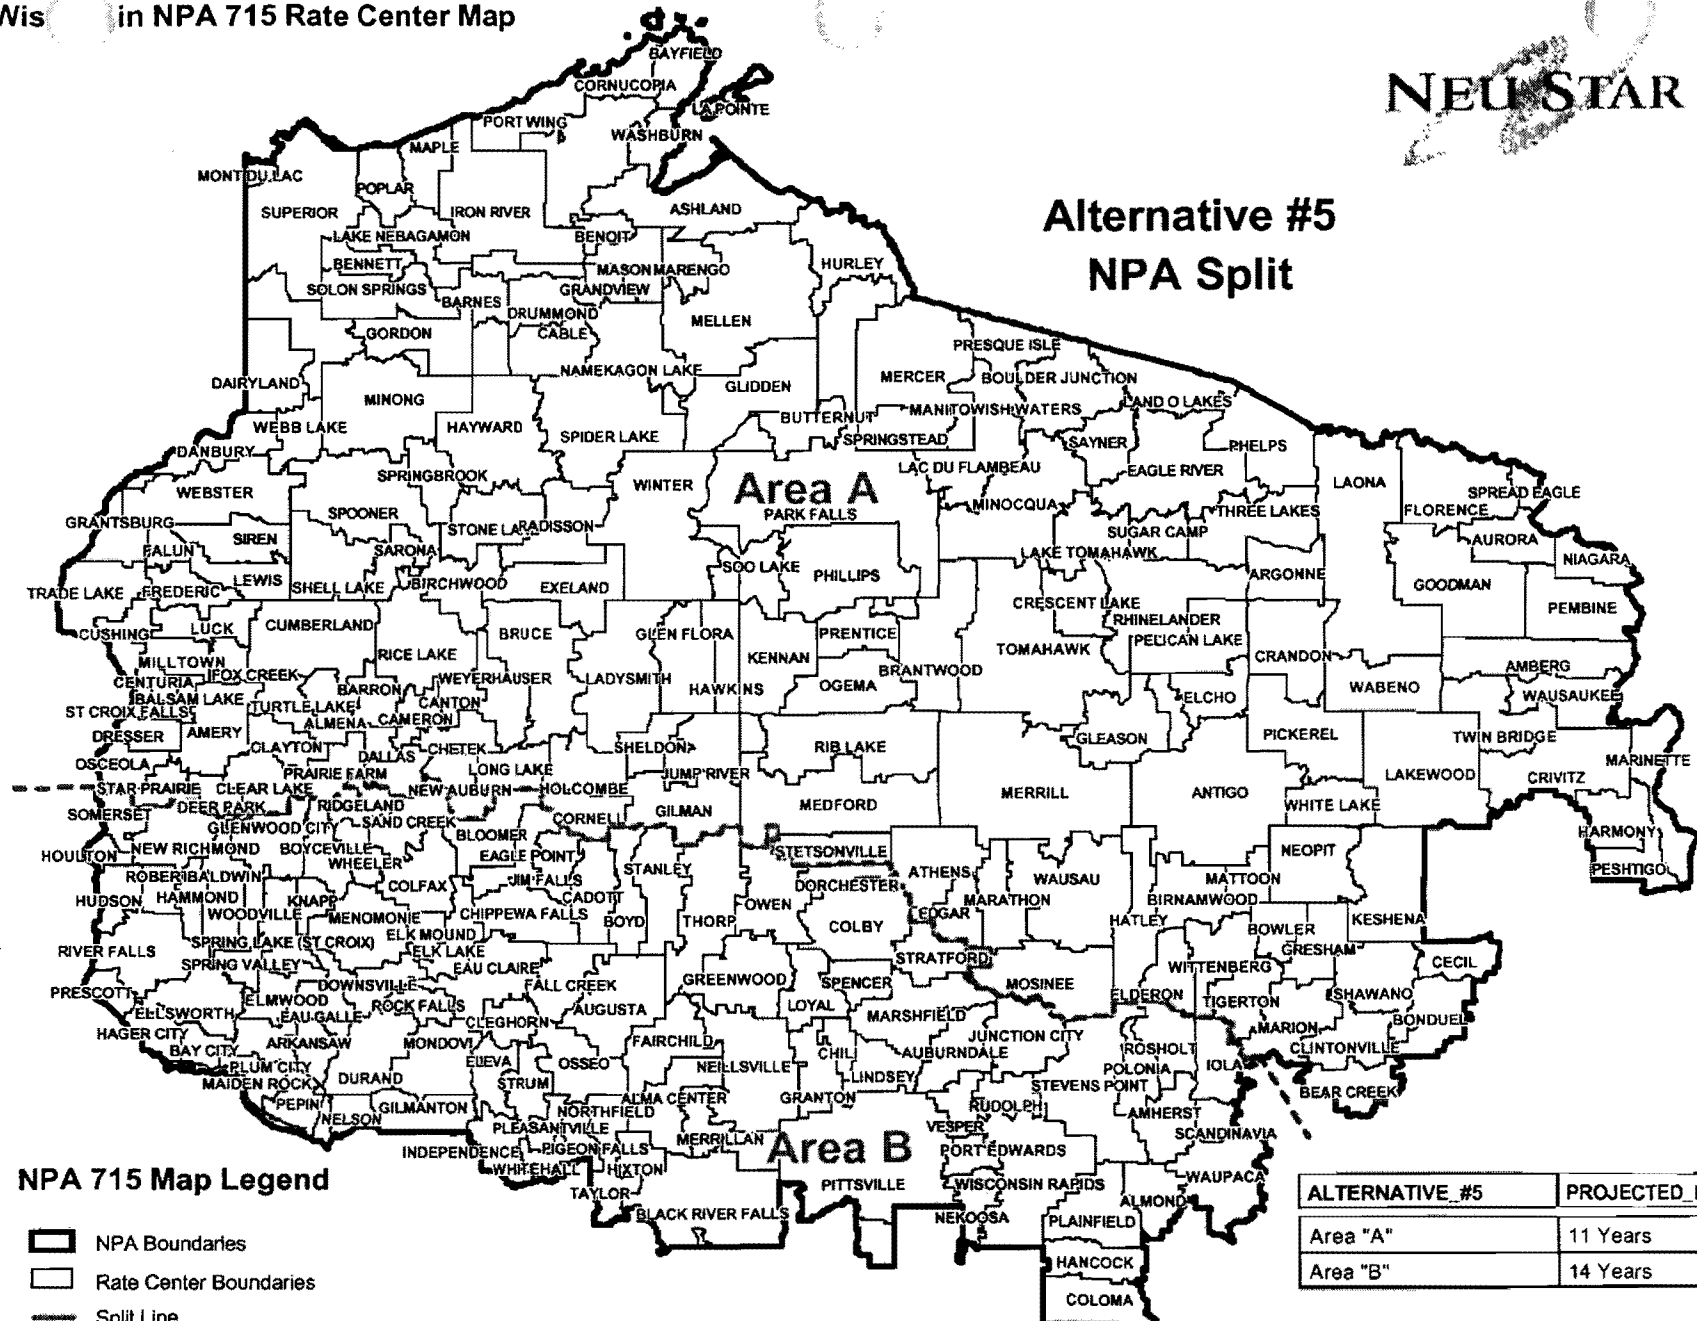 Wis in NPA 715 Rate Center Map
NEUSTAR
Alternative #5
NPA Split
BAYFIELD
CORNUCOPIA
LA POINTE
PORT WING
WASHBURN
MAPLE
MONT DU LAC
POPLAR
SUPERIOR
IRON RIVER
ASHLAND
LAKE NEBAGAMON
BENOIT
BENNETT
MASON
MARENGO
HURLEY
SOLON SPRINGS
GRANDVIEW
BARNES
DRUMMOND
MELLEN
GORDON
CABLE
PRESQUE ISLE
NAMEKAGON LAKE
MERCER
BOULDER JUNCTION
DAIRYLAND
GLIDDEN
MINONG
LAND O LAKES
BUTTERNUT
MANITOWISH WATERS
WEBB LAKE
HAYWARD
SPIDER LAKE
SPRINGSTEAD
SAYNER
PHELPS
DANBURY
LAC DU FLAMBEAU
EAGLE RIVER
SPRINGBROOK
WINTER
Area A
LAONA
WEBSTER
SPREAD EAGLE
MINOCQUA
THREE LAKES
FLORENCE
SPOONER
PARK FALLS
GRANTSBURG
STONE LA
RADISSON
SUGAR CAMP
SIREN
AURORA
FALUN
SARONA
LAKE TOMAHAWK
NIAGARA
SOO LAKE
PHILLIPS
ARGONNE
LEWIS
BIRCHWOOD
GOODMAN
TRADE LAKE
FREDERIC
SHELL LAKE
EXELAND
CRESCENT LAKE
PEMBINE
RHINELANDER
CUSHING
LUCK
CUMBERLAND
BRUCE
GLEN FLORA
PRENTICE
PELICAN LAKE
TOMAHAWK
RICE LAKE
KENNAN
CRANDON
MILLTOWN
BRANTWOOD
AMBERG
CENTURIA
FOX CREEK
WEYERHAUSER
LADYSMITH
HAWKINS
OGEMA
WABENO
BALSAM LAKE
BARRON
ELCHO
WAUSAUKEE
TURTLE LAKE
CANTON
ST CROIX FALLS
ALMENA
CAMERON
AMERY
DRESSER
GLEASON
PICKEREL
TWIN BRIDGE
CLAYTON
DALLAS
CHETEK
SHELDON
RIB LAKE
OSCEOLA
LONG LAKE
MARINETTE
PRAIRIE FARM
JUMP RIVER
LAKEWOOD
CRIVITZ
STAR PRAIRIE
CLEAR LAKE
NEW AUBURN
HOLCOMBE
MERRILL
ANTIGO
DEER PARK
RIDGELAND
GILMAN
MEDFORD
WHITE LAKE
SOMERSET
SAND CREEK
CORNELL
GLENWOOD CITY
BLOOMER
HARMONY
NEW RICHMOND
BOYCEVILLE
HOULTON
EAGLE POINT
STETSONVILLE
NEOPIT
WHEELER
STANLEY
PESHTIGO
ROBER
BALDWIN
ATHENS
WAUSAU
MATTOON
JIM FALLS
COLFAX
DORCHESTER
HUDSON
HAMMOND
KNAPP
CADOTT
MARATHON
BIRNAMWOOD
OWEN
WOODVILLE
MENOMONIE
CHIPPEWA FALLS
BOYD
THORP
EDGAR
HATLEY
KESHENA
COLBY
BOWLER
ELK MOUND
SPRING LAKE (ST CROIX)
ELK LAKE
GRESHAM
RIVER FALLS
STRATFORD
CECIL
SPRING VALLEY
EAU CLAIRE
WITTENBERG
GREENWOOD
SPENCER
MOSINEE
DOWNSVILLE
FALL CREEK
PRESCOTT
ELMWOOD
ROCK FALLS
ELDERON
TIGERTON
SHAWANO
LOYAL
ELLSWORTH
EAU GALLE
AUGUSTA
MARSHFIELD
CLEGHORN
BONDUEL
HAGER CITY
ARKANSAW
MONDOVI
FAIRCHILD
JUNCTION CITY
MARION
BAY CITY
CHILI
AUBURNDALE
ROSHOLT
CLINTONVILLE
ELEVA
OSSEO
NEILLSVILLE
PLUM CITY
POLONIA
IOLA
MAIDEN ROCK
DURAND
STRUM
LINDSEY
STEVENS POINT
BEAR CREEK
PEPIN
ALMA CENTER
GRANTON
GILMANTON
NORTHFIELD
RUDOLPH
AMHERST
NELSON
PLEASANTVILLE
VESPER
SCANDINAVIA
MERRILLAN
Area B
INDEPENDENCE
PIGEON FALLS
PORT EDWARDS
WHITEHALL
HIXTON
WAUPACA
PITTSVILLE
WISCONSIN RAPIDS
TAYLOR
ALMOND
BLACK RIVER FALLS
NEKOOSA
PLAINFIELD
HANCOCK
COLOMA
NPA 715 Map Legend
NPA Boundaries
Rate Center Boundaries
Split Line
ALTERNATIVE_#5 PROJECTED_
Area "A" 11 Years
Area "B" 14 Years